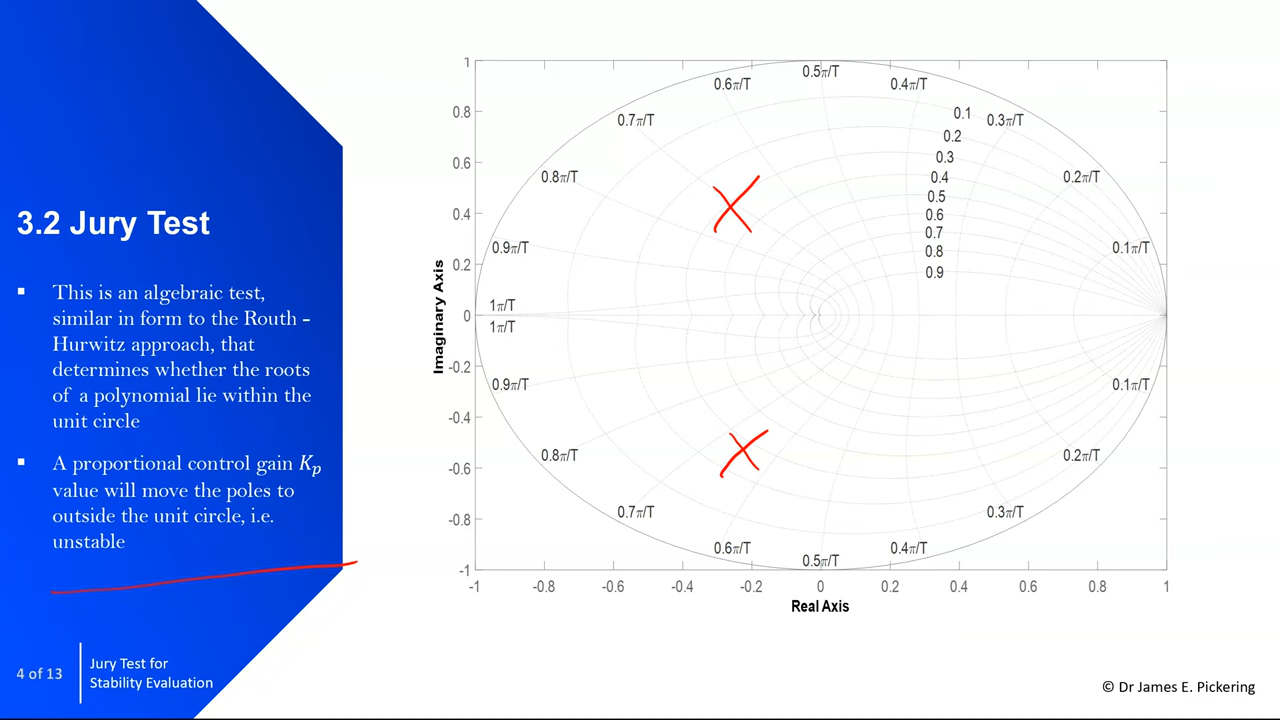 3.2 Jury Test
▪ This is an algebraic test,
similar in form to the Routh –
Hurwitz approach, that
determines whether the roots
of a polynomial lie within the
unit circle
▪ A proportional control gain Kₚ
value will move the poles to
outside the unit circle, i.e.
unstable
4 of 13
Jury Test for
Stability Evaluation
1
0.8
0.6
0.4
0.2
0
-0.2
-0.4
-0.6
-0.8
-1
Imaginary Axis
0.5π/T
0.6π/T
0.4π/T
0.7π/T
0.1
0.3π/T
0.2
0.3
0.8π/T
0.4
0.2π/T
0.5
0.6
0.7
0.9π/T
0.8
0.1π/T
0.9
1π/T
1π/T
0.9π/T
0.1π/T
0.8π/T
0.2π/T
0.7π/T
0.3π/T
0.6π/T
0.4π/T
0.5π/T
-1 -0.8 -0.6 -0.4 -0.2 0 0.2 0.4 0.6 0.8 1
Real Axis
© Dr James E. Pickering